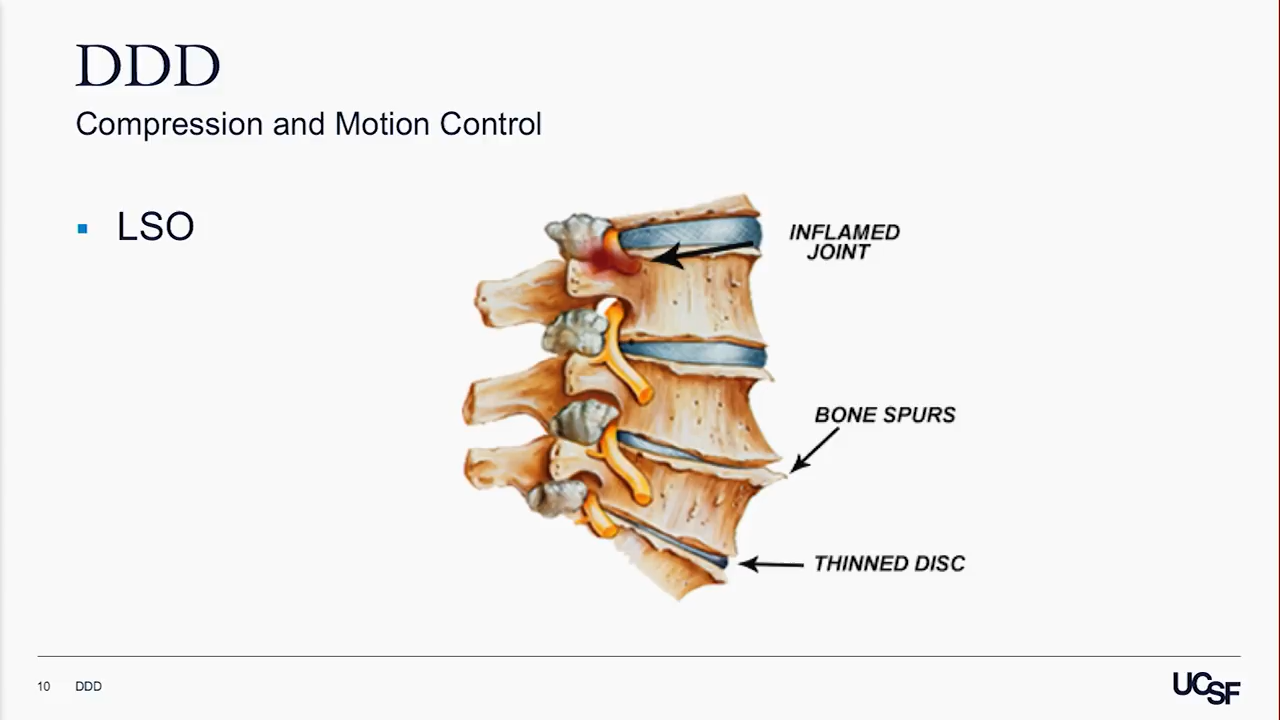 DDD
Compression and Motion Control
▪ LSO
INFLAMED
JOINT
BONE SPURS
THINNED DISC
10 DDD
UCSF